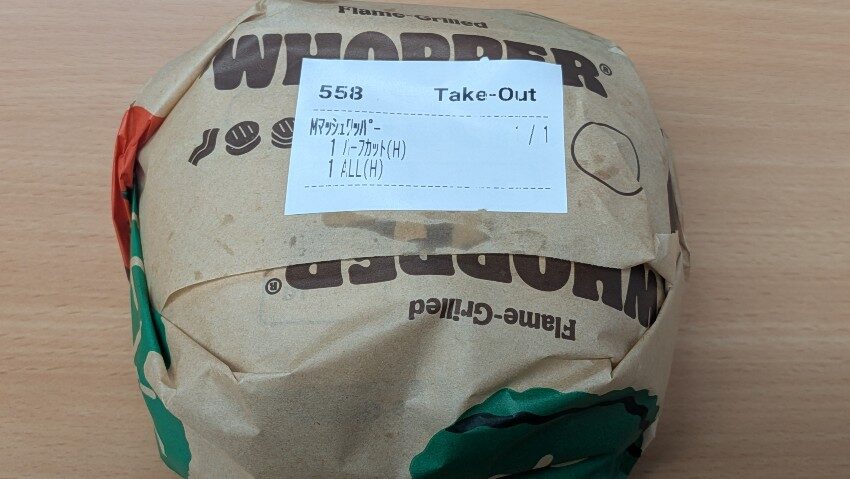 Flame-Grilled
WHOPPER®
558 Take-Out
Mマッシュワッパー 1/1
1 ハーフカット(H)
1 ALL(H)
WHOPPER®
Flame-Grilled